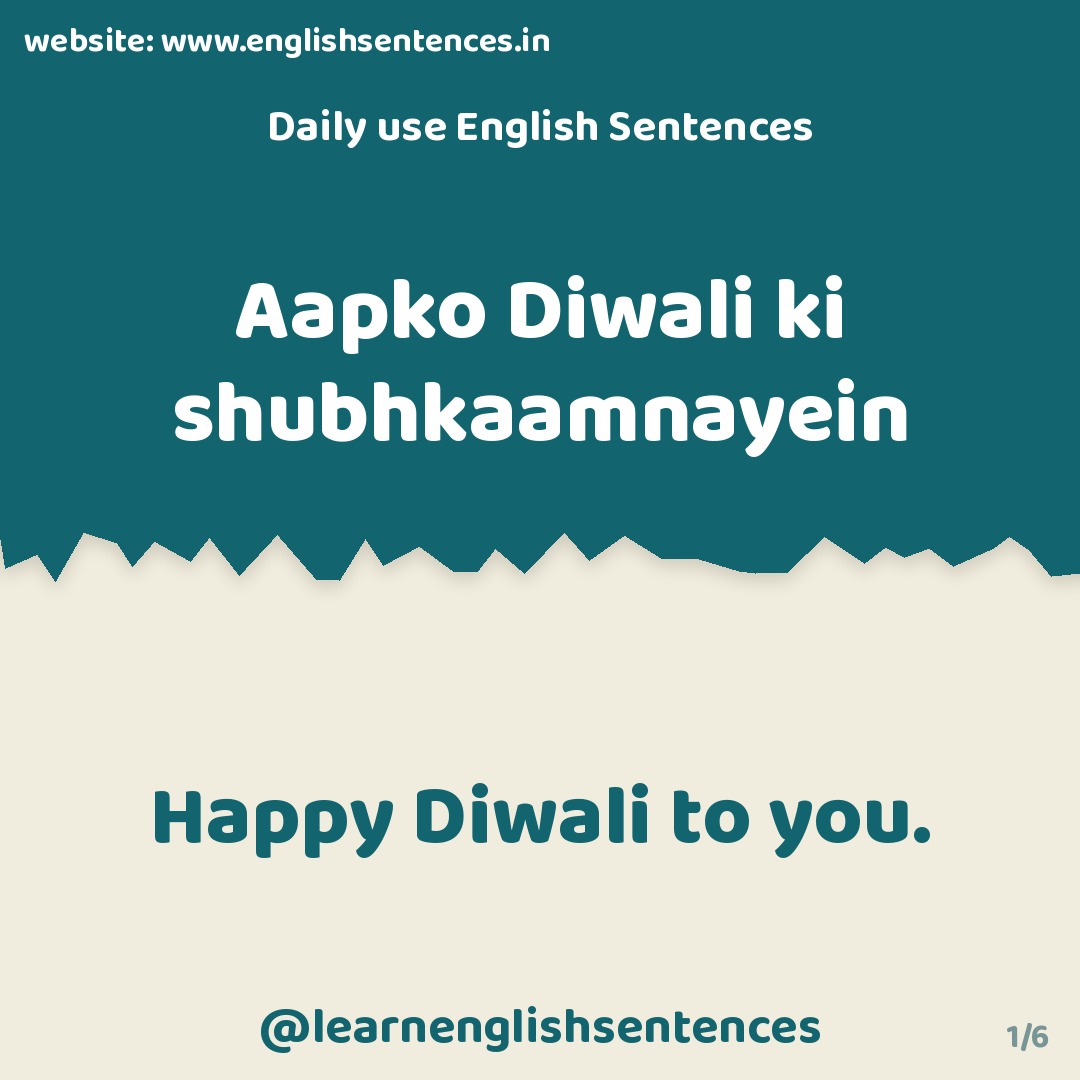 website: www.englishsentences.in
Daily use English Sentences
Aapko Diwali ki
shubhkaamnayein
Happy Diwali to you.
@learnenglishsentences
1/6